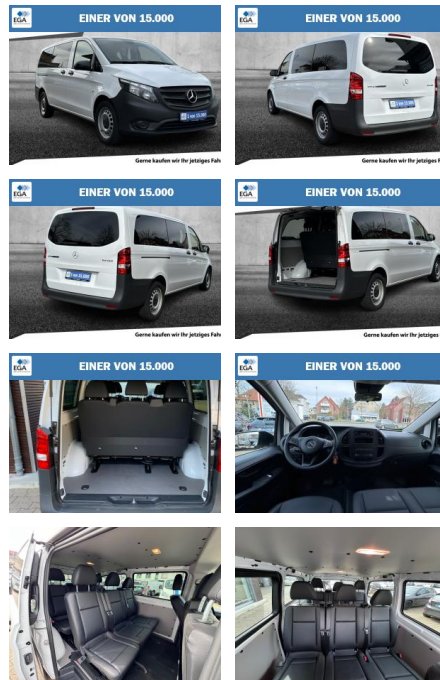 EGA EINER VON 15.000
EGA EINER VON 15.000
Gerne kaufen wir Ihr jetziges Fah
Gerne kaufen wir Ihr jetziges F
EGA EINER VON 15.000
EGA EINER VON 15.000
Gerne kaufen wir Ihr jetziges Fah
Gerne kaufen wir Ihr jetziges
EGA EINER VON 15.000
EGA EINER VON 15.000